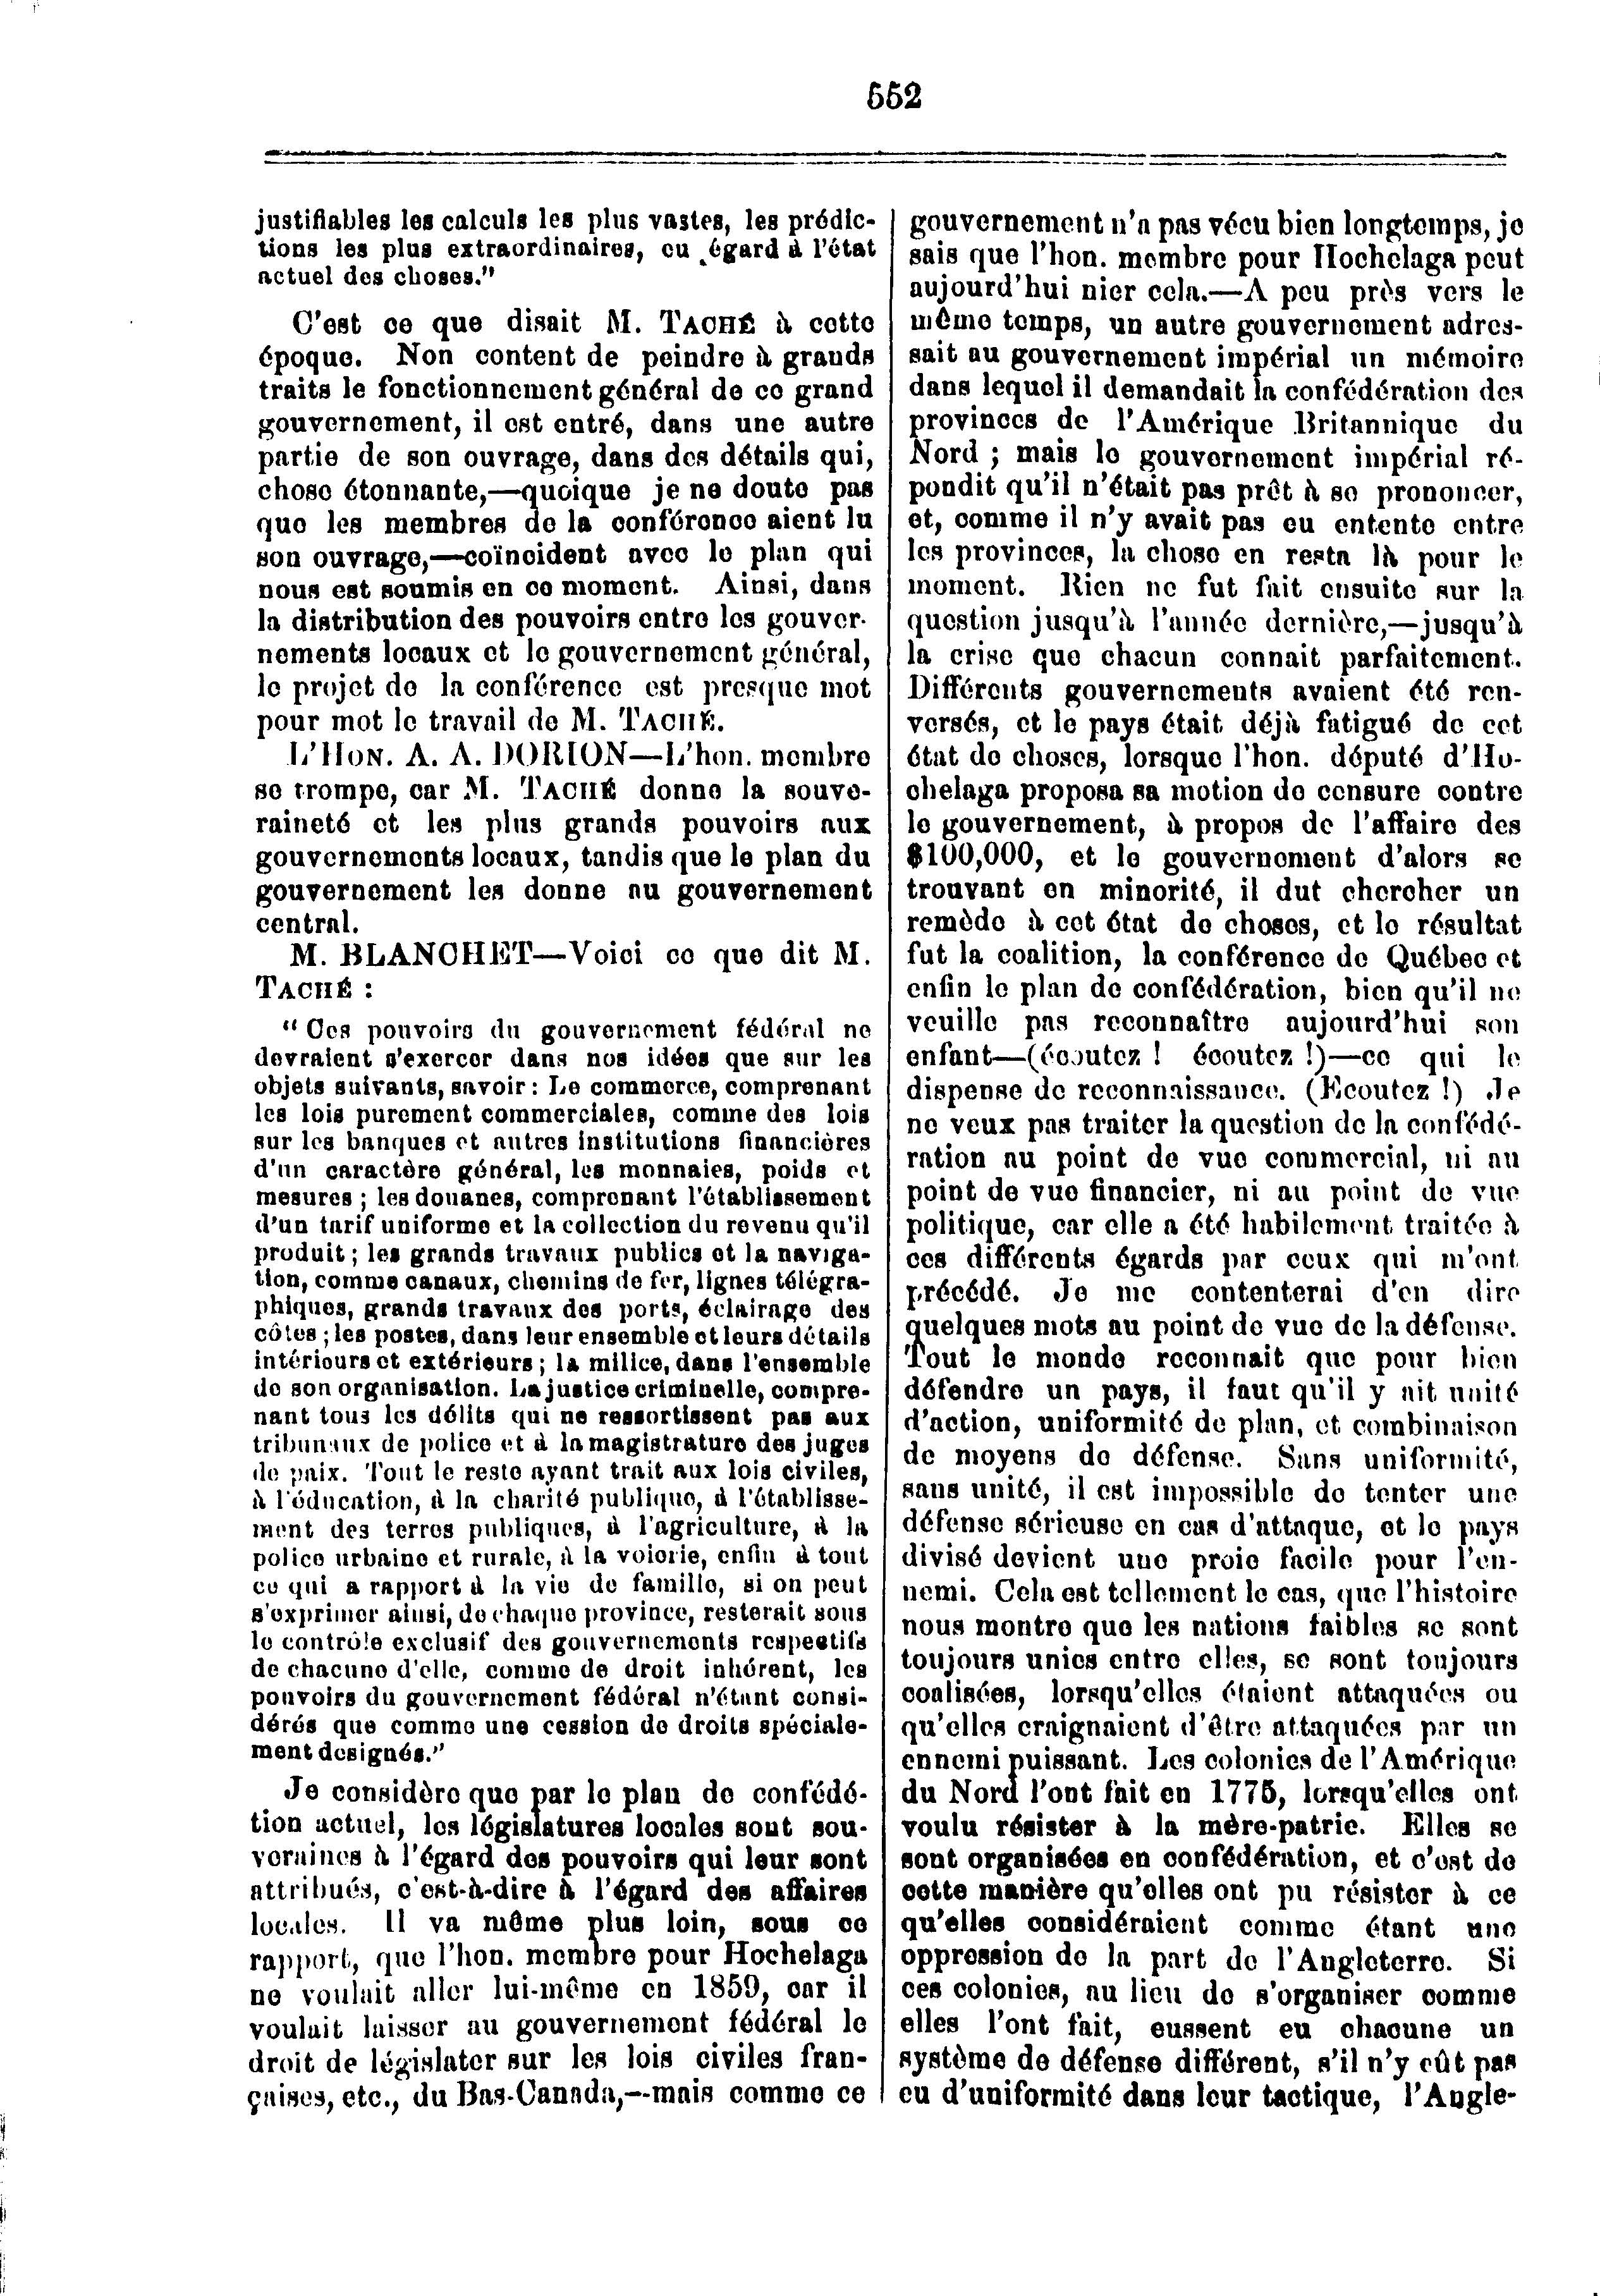 552
justifiables les calculs les plus vastes, les prédic-
tions les plus extraordinaires, eu égard à l'état
actuel des choses."
C'est ce que disait M. TACHÉ à cette
époque. Non content de peindre à grands
traits le fonctionnement général de ce grand
gouvernement, il est entré, dans une autre
partie de son ouvrage, dans des détails qui,
chose étonnante,—quoique je ne doute pas
que les membres de la conférence aient lu
son ouvrage,—coïncident avec le plan qui
nous est soumis en ce moment. Ainsi, dans
la distribution des pouvoirs entre les gouver-
nements locaux et le gouvernement général,
le projet de la conférence est presque mot
pour mot le travail de M. TACHÉ.
L'HON. A. A. DORION—L'hon. membre
se trompe, car M. TACHÉ donne la souve-
raineté et les plus grands pouvoirs aux
gouvernements locaux, tandis que le plan du
gouvernement les donne au gouvernement
central.
M. BLANCHET—Voici ce que dit M.
TACHÉ :
" Ces pouvoirs du gouvernement fédéral ne
devraient s'exercer dans nos idées que sur les
objets suivants, savoir : Le commerce, comprenant
les lois purement commerciales, comme des lois
sur les banques et autres institutions financières
d'un caractère général, les monnaies, poids et
mesures ; les douanes, comprenant l'établissement
d'un tarif uniforme et la collection du revenu qu'il
produit ; les grands travaux publics et la naviga-
tion, comme canaux, chemins de fer, lignes télégra-
phiques, grands travaux des ports, éclairage des
côtes ; les postes, dans leur ensemble et leurs détails
intérieurs et extérieurs ; la milice, dans l'ensemble
de son organisation. La justice criminelle, compre-
nant tous les délits qui ne ressortissent pas aux
tribunaux de police et à la magistrature des juges
de paix. Tout le reste ayant trait aux lois civiles,
à l'éducation, à la charité publique, à l'établisse-
ment des terres publiques, à l'agriculture, à la
police urbaine et rurale, à la voierie, enfin à tout
ce qui a rapport à la vie de famille, si on peut
s'exprimer ainsi, de chaque province, resterait sous
le contrôle exclusif des gouvernements respectifs
de chacune d'elle, comme de droit inhérent, les
pouvoirs du gouvernement fédéral n'étant consi-
dérés que comme une cession de droits spéciale-
ment designés."
Je considère que par le plan de confédé-
tion actuel, les législatures locales sont sou-
veraines à l'égard des pouvoirs qui leur sont
attribués, c'est-à-dire à l'égard des affaires
locales. Il va même plus loin, sous ce
rapport, que l'hon. membre pour Hochelaga
ne voulait aller lui-même en 1859, car il
voulait laisser au gouvernement fédéral le
droit de législater sur les lois civiles fran-
çaises, etc., du Bas-Canada,—mais comme ce
gouvernement n'a pas vécu bien longtemps, je
sais que l'hon. membre pour Hochelaga peut
aujourd'hui nier cela.—A peu près vers le
même temps, un autre gouvernement adres-
sait au gouvernement impérial un mémoire
dans lequel il demandait la confédération des
provinces de l'Amérique Britannique du
Nord ; mais le gouvernement impérial ré-
pondit qu'il n'était pas prêt à se prononcer,
et, comme il n'y avait pas eu entente entre
les provinces, la chose en resta là pour le
moment. Rien ne fut fait ensuite sur la
question jusqu'à l'année dernière,—jusqu'à
la crise que chacun connait parfaitement.
Différents gouvernements avaient été ren-
versés, et le pays était déjà fatigué de cet
état de choses, lorsque l'hon. député d'Ho-
chelaga proposa sa motion de censure contre
le gouvernement, à propos de l'affaire des
$100,000, et le gouvernement d'alors se
trouvant en minorité, il dut chercher un
remède à cet état de choses, et le résultat
fut la coalition, la conférence de Québec et
enfin le plan de confédération, bien qu'il ne
veuille pas reconnaître aujourd'hui son
enfant—(écoutez ! écoutez !)—ce qui le
dispense de reconnaissance. (Ecoutez !) Je
ne veux pas traiter la question de la confédé-
ration au point de vue commercial, ni au
point de vue financier, ni au point de vue
politique, car elle a été habilement traitée à
ces différents égards par ceux qui m'ont
précédé. Je me contenterai d'en dire
quelques mots au point de vue de la défense.
Tout le monde reconnait que pour bien
défendre un pays, il faut qu'il y ait unité
d'action, uniformité de plan, et combinaison
de moyens de défense. Sans uniformité,
sans unité, il est impossible de tenter une
défense sérieuse en cas d'attaque, et le pays
divisé devient une proie facile pour l'en-
nemi. Cela est tellement le cas, que l'histoire
nous montre que les nations faibles se sont
toujours unies entre elles, se sont toujours
coalisées, lorsqu'elles étaient attaquées ou
qu'elles craignaient d'être attaquées par un
ennemi puissant. Les colonies de l'Amérique
du Nord l'ont fait en 1775, lorsqu'elles ont
voulu résister à la mère-patrie. Elles se
sont organisées en confédération, et c'est de
cette manière qu'elles ont pu résister à ce
qu'elles considéraient comme étant une
oppression de la part de l'Angleterre. Si
ces colonies, au lieu de s'organiser comme
elles l'ont fait, eussent eu chacune un
système de défense différent, s'il n'y eût pas
eu d'uniformité dans leur tactique, l'Angle-